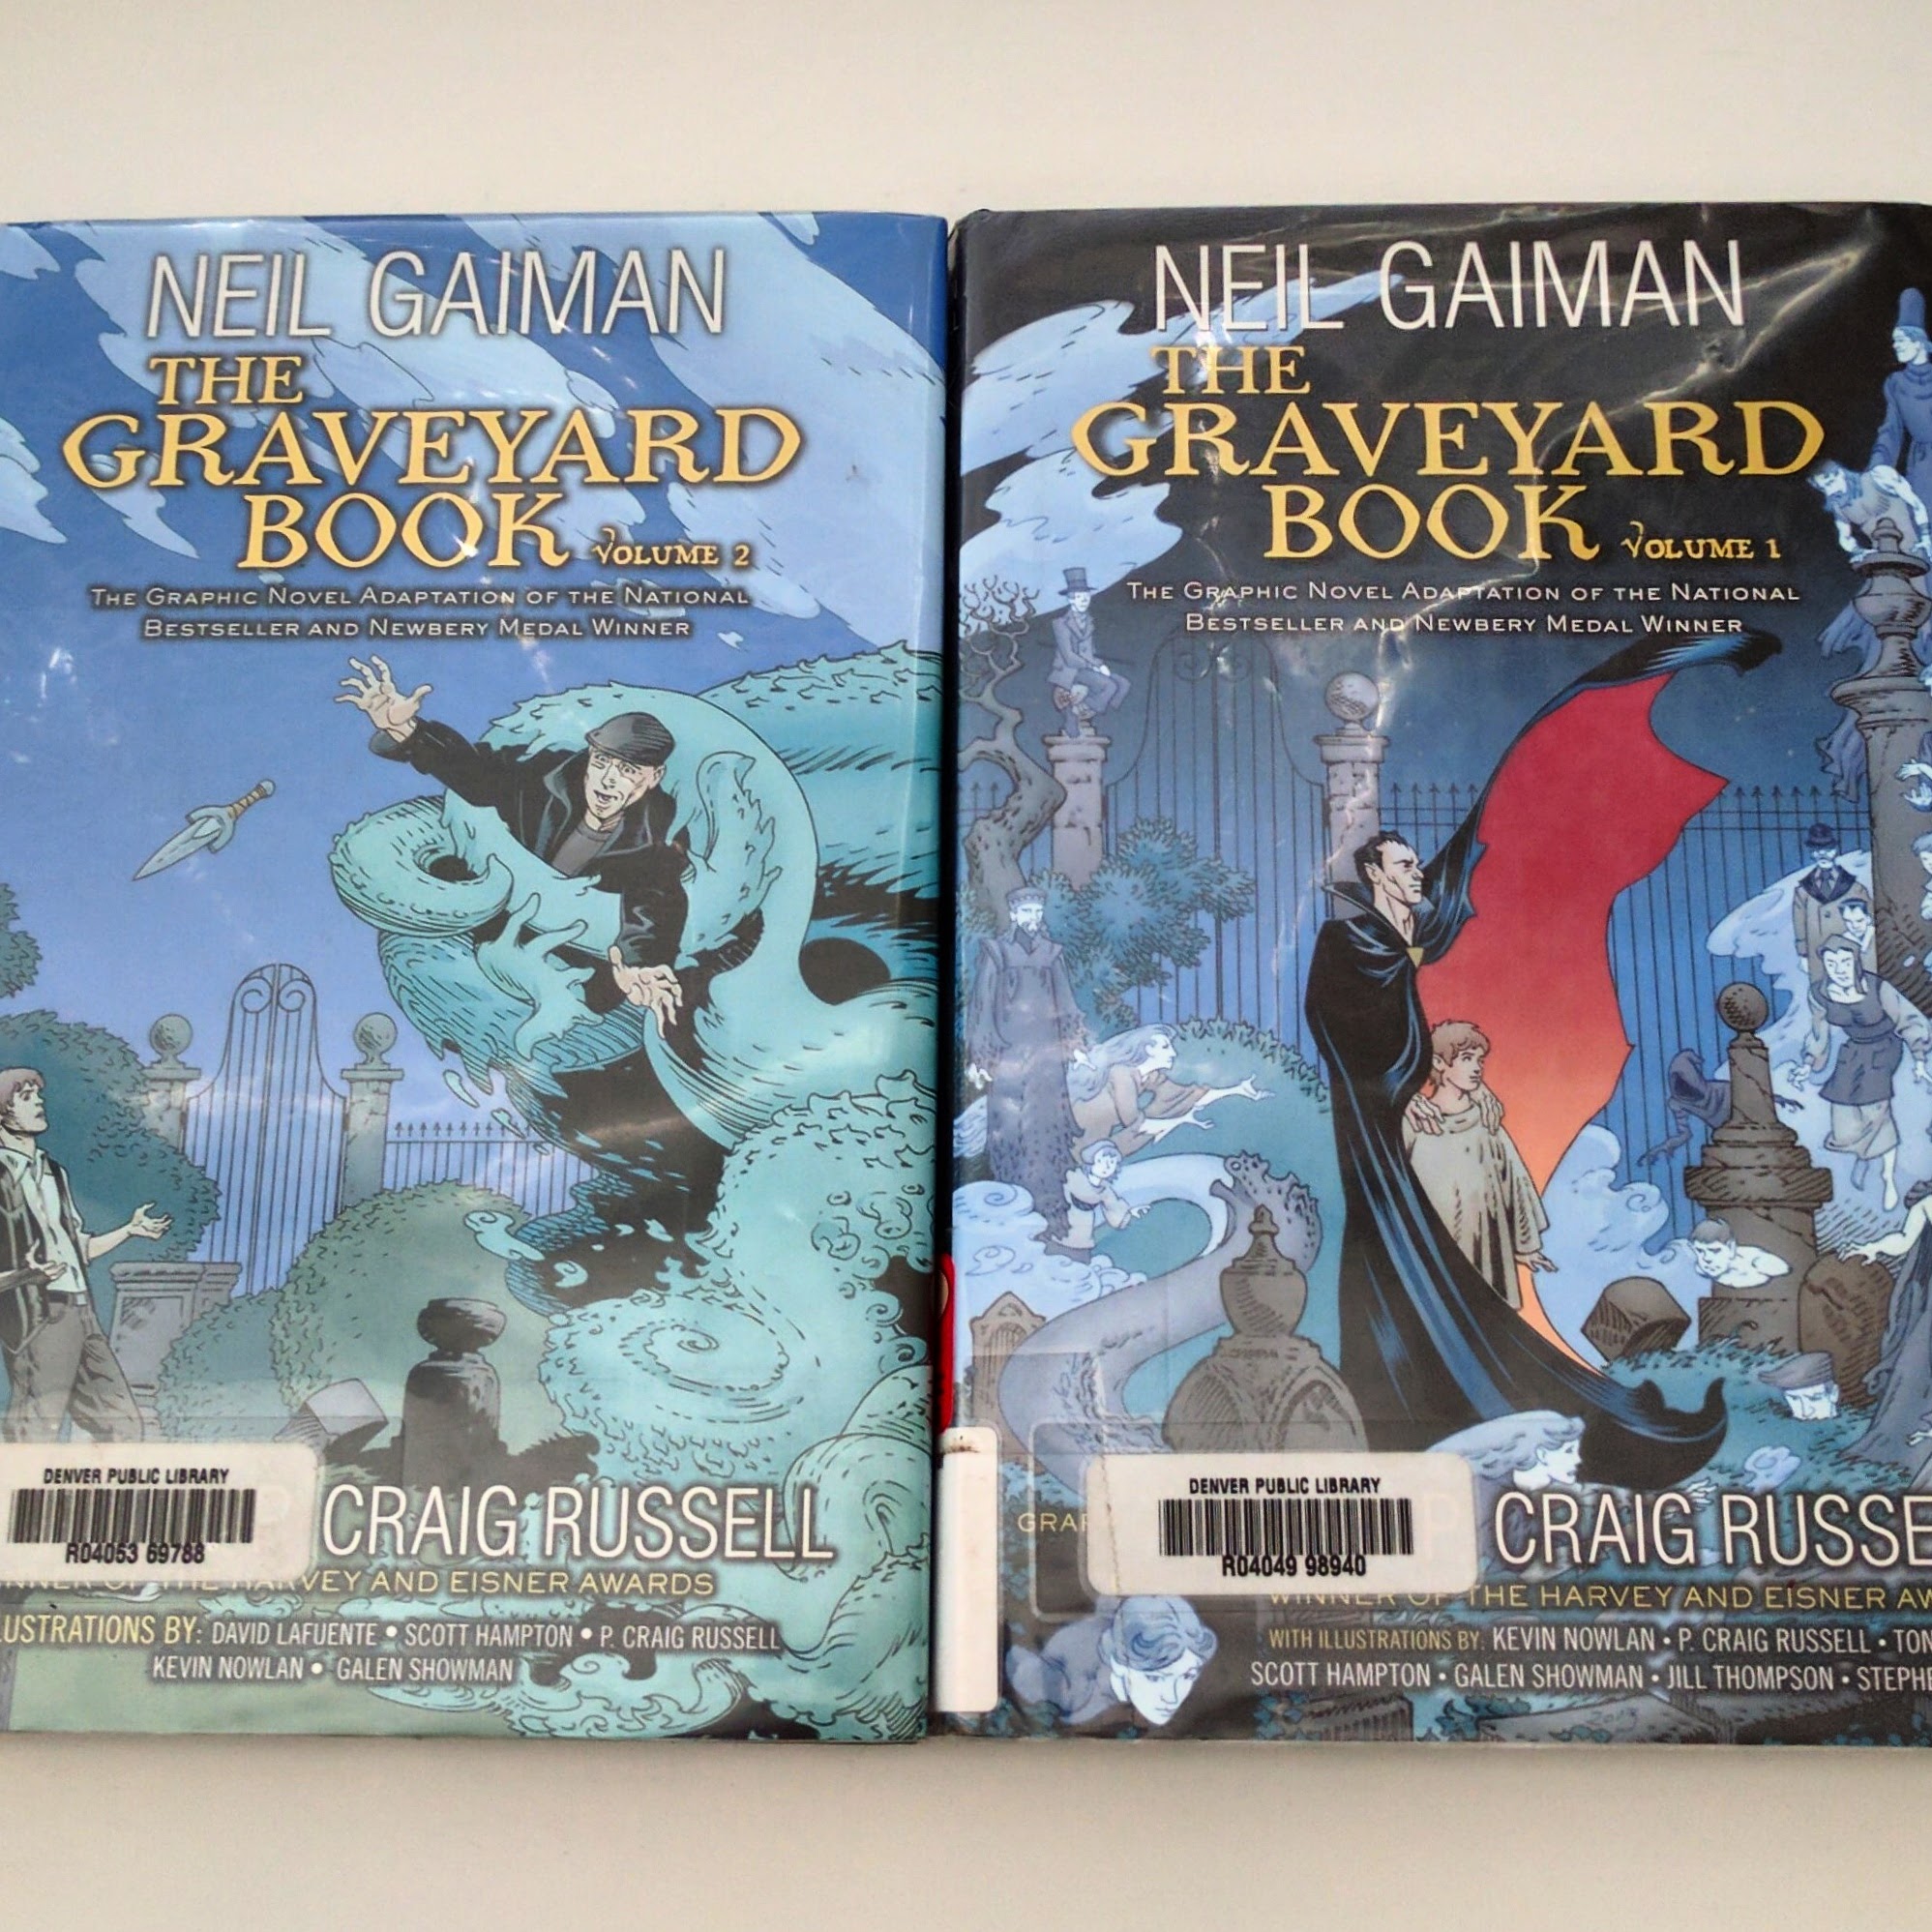 NEIL GAIMAN
THE
GRAVEYARD
BOOK VOLUME 2
THE GRAPHIC NOVEL ADAPTATION OF THE NATIONAL
BESTSELLER AND NEWBERY MEDAL WINNER
DENVER PUBLIC LIBRARY
R04053 69788
CRAIG RUSSELL
OF THE HARVEY AND EISNER AWARDS
BY: DAVID LAFUENTE • SCOTT HAMPTON • P. CRAIG RUSSELL
KEVIN NOWLAN • GALEN SHOWMAN
NEIL GAIMAN
THE
GRAVEYARD
BOOK VOLUME 1
THE GRAPHIC NOVEL ADAPTATION OF THE NATIONAL
BESTSELLER AND NEWBERY MEDAL WINNER
DENVER PUBLIC LIBRARY
R04049 98940
P. CRAIG RUSSE
WINNER OF THE HARVEY AND EISNER AW
WITH ILLUSTRATIONS BY: KEVIN NOWLAN • P. CRAIG RUSSELL • TON
SCOTT HAMPTON • GALEN SHOWMAN • JILL THOMPSON • STEPHE